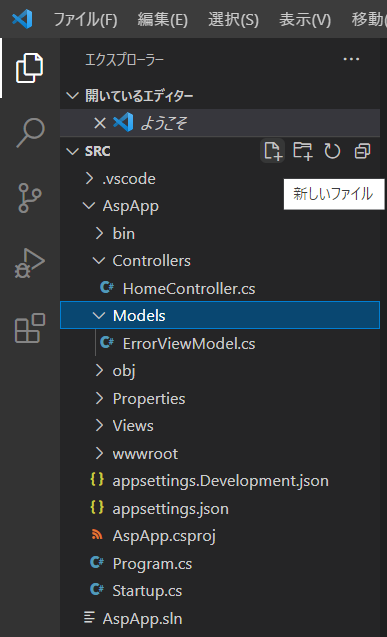 ファイル(F) 編集(E) 選択(S) 表示(V) 移動(
エクスプローラー
開いているエディター
ようこそ
SRC
新しいファイル
.vscode
AspApp
bin
Controllers
HomeController.cs
Models
ErrorViewModel.cs
obj
Properties
Views
wwwroot
appsettings.Development.json
appsettings.json
AspApp.csproj
Program.cs
Startup.cs
AspApp.sln